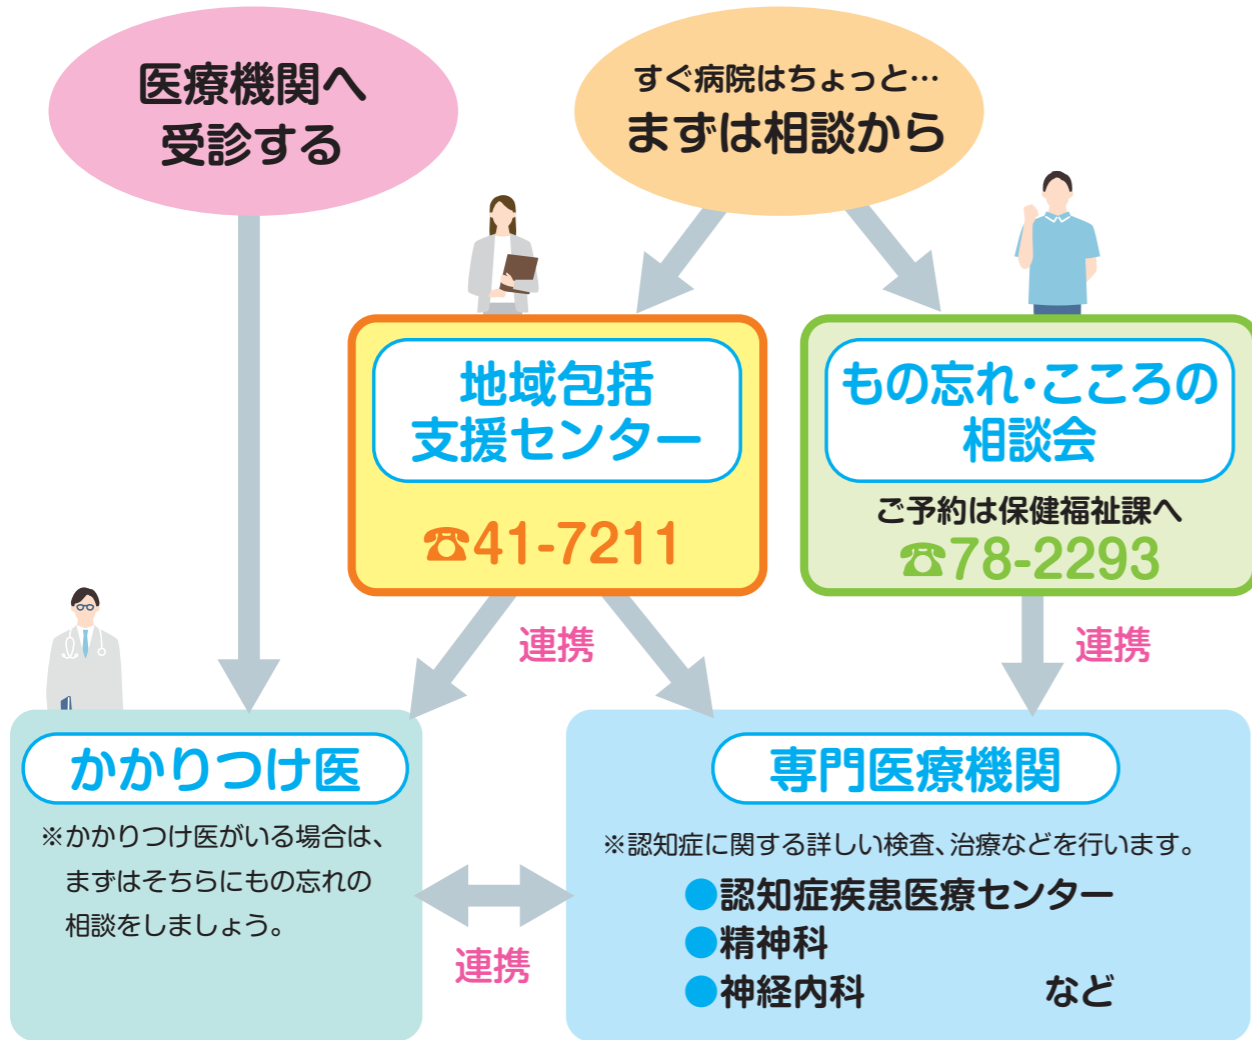 医療機関へ
受診する
すぐ病院はちょっと…
まずは相談から
地域包括
支援センター
☎41-7211
もの忘れ・こころの
相談会
ご予約は保健福祉課へ
☎78-2293
連携
連携
かかりつけ医
※かかりつけ医がいる場合は、
まずはそちらにもの忘れの
相談をしましょう。
連携
専門医療機関
※認知症に関する詳しい検査、治療などを行います。
●認知症疾患医療センター
●精神科
●神経内科 など